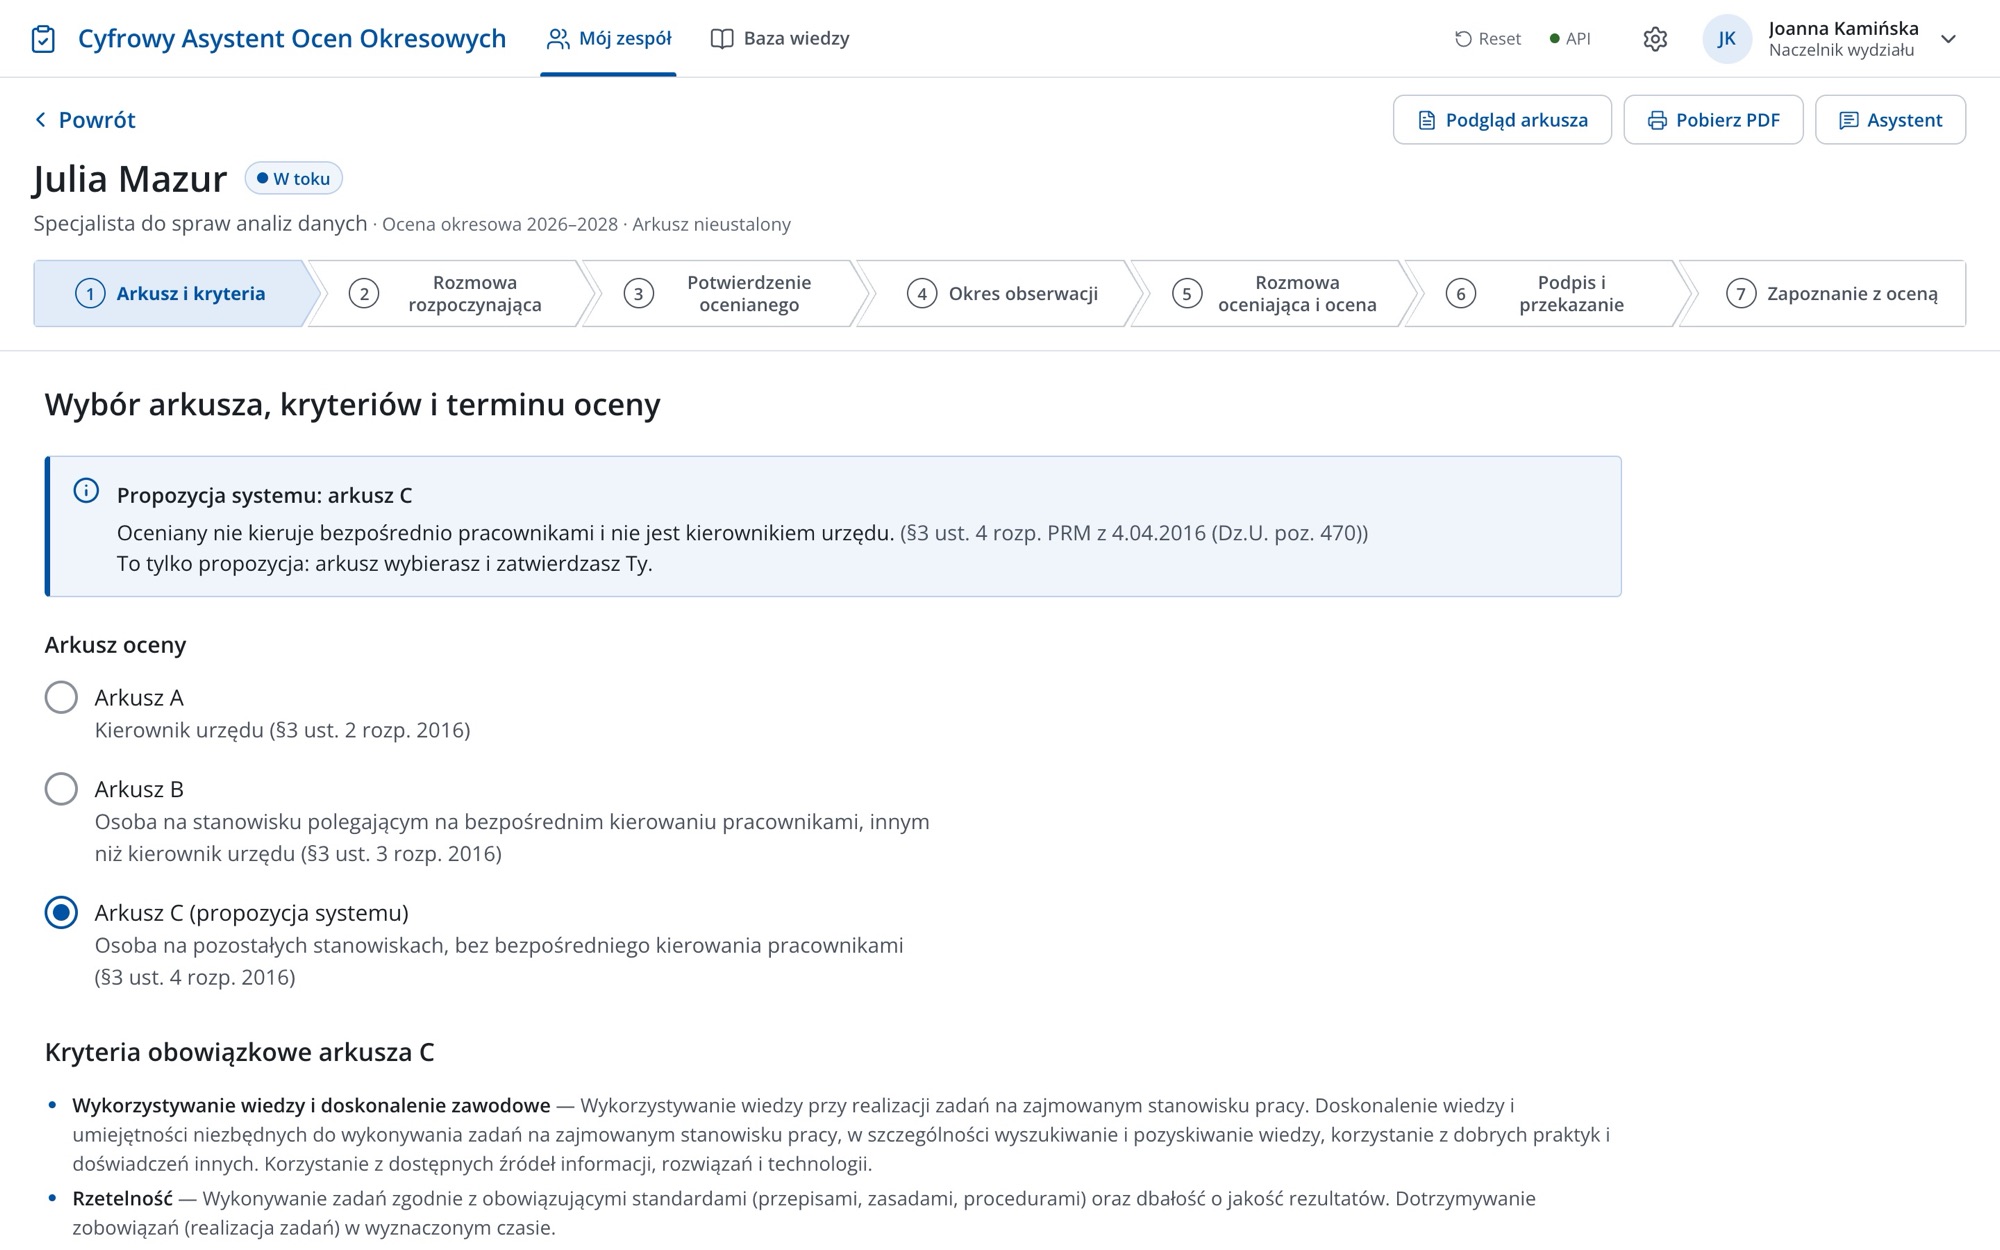 Cyfrowy Asystent Ocen Okresowych
Mój zespół
Baza wiedzy
Reset
API
JK
Joanna Kamińska
Naczelnik wydziału
Powrót
Podgląd arkusza
Pobierz PDF
Asystent
Julia Mazur
W toku
Specjalista do spraw analiz danych · Ocena okresowa 2026–2028 · Arkusz nieustalony
1 Arkusz i kryteria
2 Rozmowa
rozpoczynająca
3 Potwierdzenie
ocenianego
4 Okres obserwacji
5 Rozmowa
oceniająca i ocena
6 Podpis i
przekazanie
7 Zapoznanie z oceną
Wybór arkusza, kryteriów i terminu oceny
Propozycja systemu: arkusz C
Oceniany nie kieruje bezpośrednio pracownikami i nie jest kierownikiem urzędu. (§3 ust. 4 rozp. PRM z 4.04.2016 (Dz.U. poz. 470))
To tylko propozycja: arkusz wybierasz i zatwierdzasz Ty.
Arkusz oceny
Arkusz A
Kierownik urzędu (§3 ust. 2 rozp. 2016)
Arkusz B
Osoba na stanowisku polegającym na bezpośrednim kierowaniu pracownikami, innym
niż kierownik urzędu (§3 ust. 3 rozp. 2016)
Arkusz C (propozycja systemu)
Osoba na pozostałych stanowiskach, bez bezpośredniego kierowania pracownikami
(§3 ust. 4 rozp. 2016)
Kryteria obowiązkowe arkusza C
• Wykorzystywanie wiedzy i doskonalenie zawodowe — Wykorzystywanie wiedzy przy realizacji zadań na zajmowanym stanowisku pracy. Doskonalenie wiedzy i
umiejętności niezbędnych do wykonywania zadań na zajmowanym stanowisku pracy, w szczególności wyszukiwanie i pozyskiwanie wiedzy, korzystanie z dobrych praktyk i
doświadczeń innych. Korzystanie z dostępnych źródeł informacji, rozwiązań i technologii.
• Rzetelność — Wykonywanie zadań zgodnie z obowiązującymi standardami (przepisami, zasadami, procedurami) oraz dbałość o jakość rezultatów. Dotrzymywanie
zobowiązań (realizacja zadań) w wyznaczonym czasie.